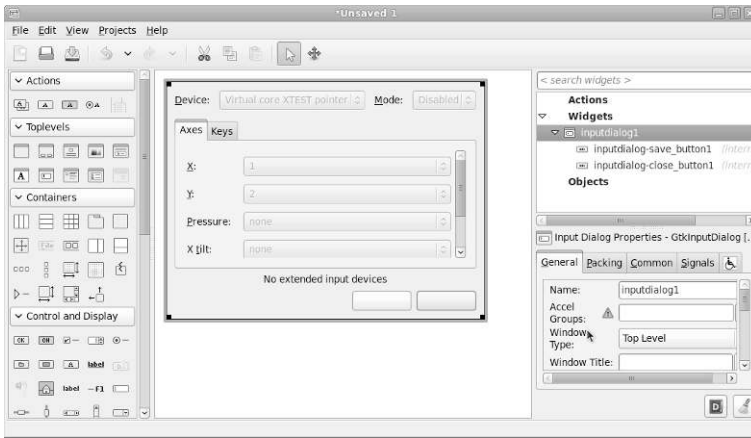 *Unsaved 1
File Edit View Projects Help
Actions
Toplevels
Containers
Control and Display
OK
label
label
Device: Virtual core XTEST pointer Mode: Disabled
Axes Keys
X: 1
Y: 2
Pressure: none
X tilt: none
No extended input devices
< search widgets >
Actions
Widgets
inputdialog1
inputdialog-save_button1 (Intern
inputdialog-close_button1 (Intern
Objects
Input Dialog Properties - GtkInputDialog [..
General Packing Common Signals
Name: inputdialog1
Accel Groups:
Window Type: Top Level
Window Title: